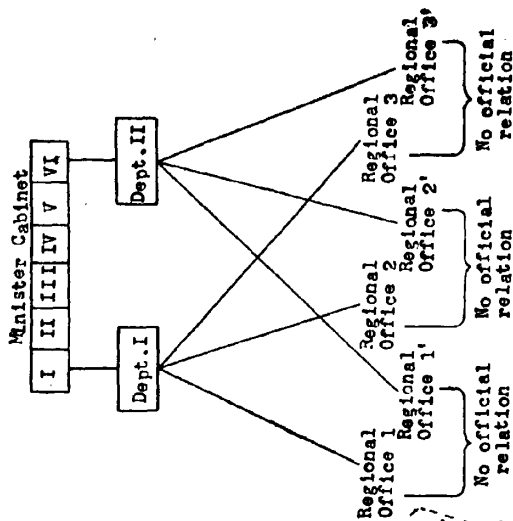 Minister Cabinet
I II III IV V VI
Dept.I
Dept.II
Regional
Office 1
Regional
Office 1'
Regional
Office 2
Regional
Office 2'
Regional
Office 3
Regional
Office 3'
No official
relation
No official
relation
No official
relation